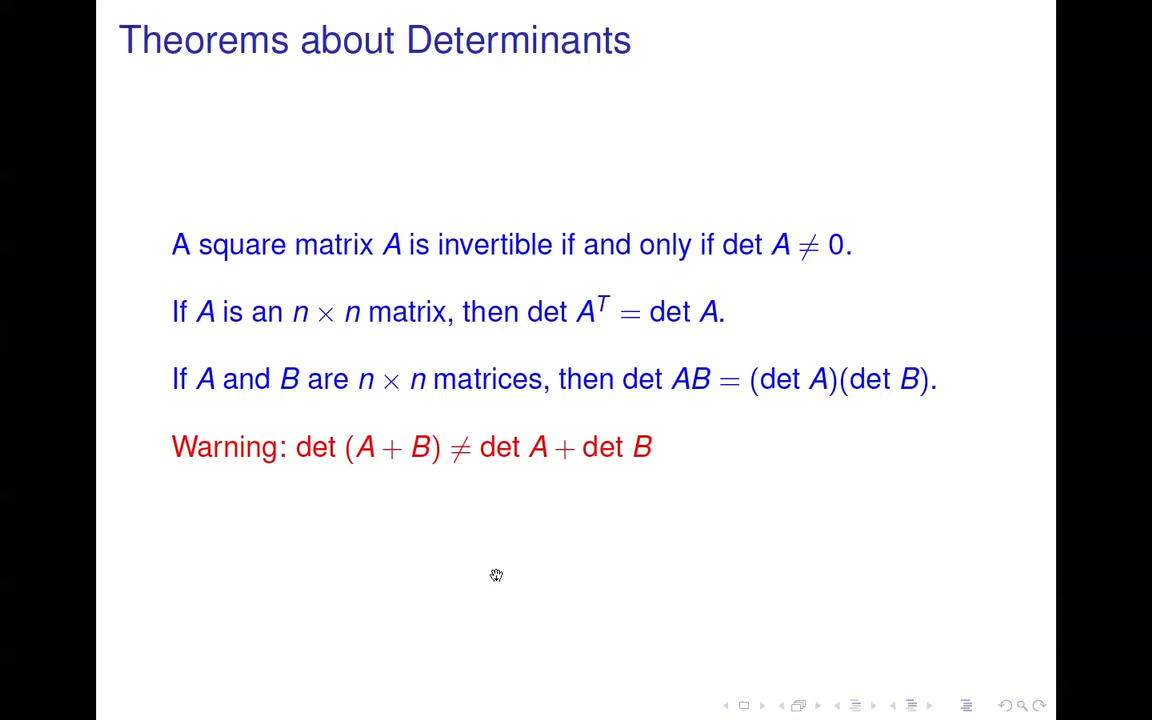 Theorems about Determinants
A square matrix A is invertible if and only if det A ≠ 0.
If A is an n × n matrix, then det Aᵀ = det A.
If A and B are n × n matrices, then det AB = (det A)(det B).
Warning: det (A + B) ≠ det A + det B